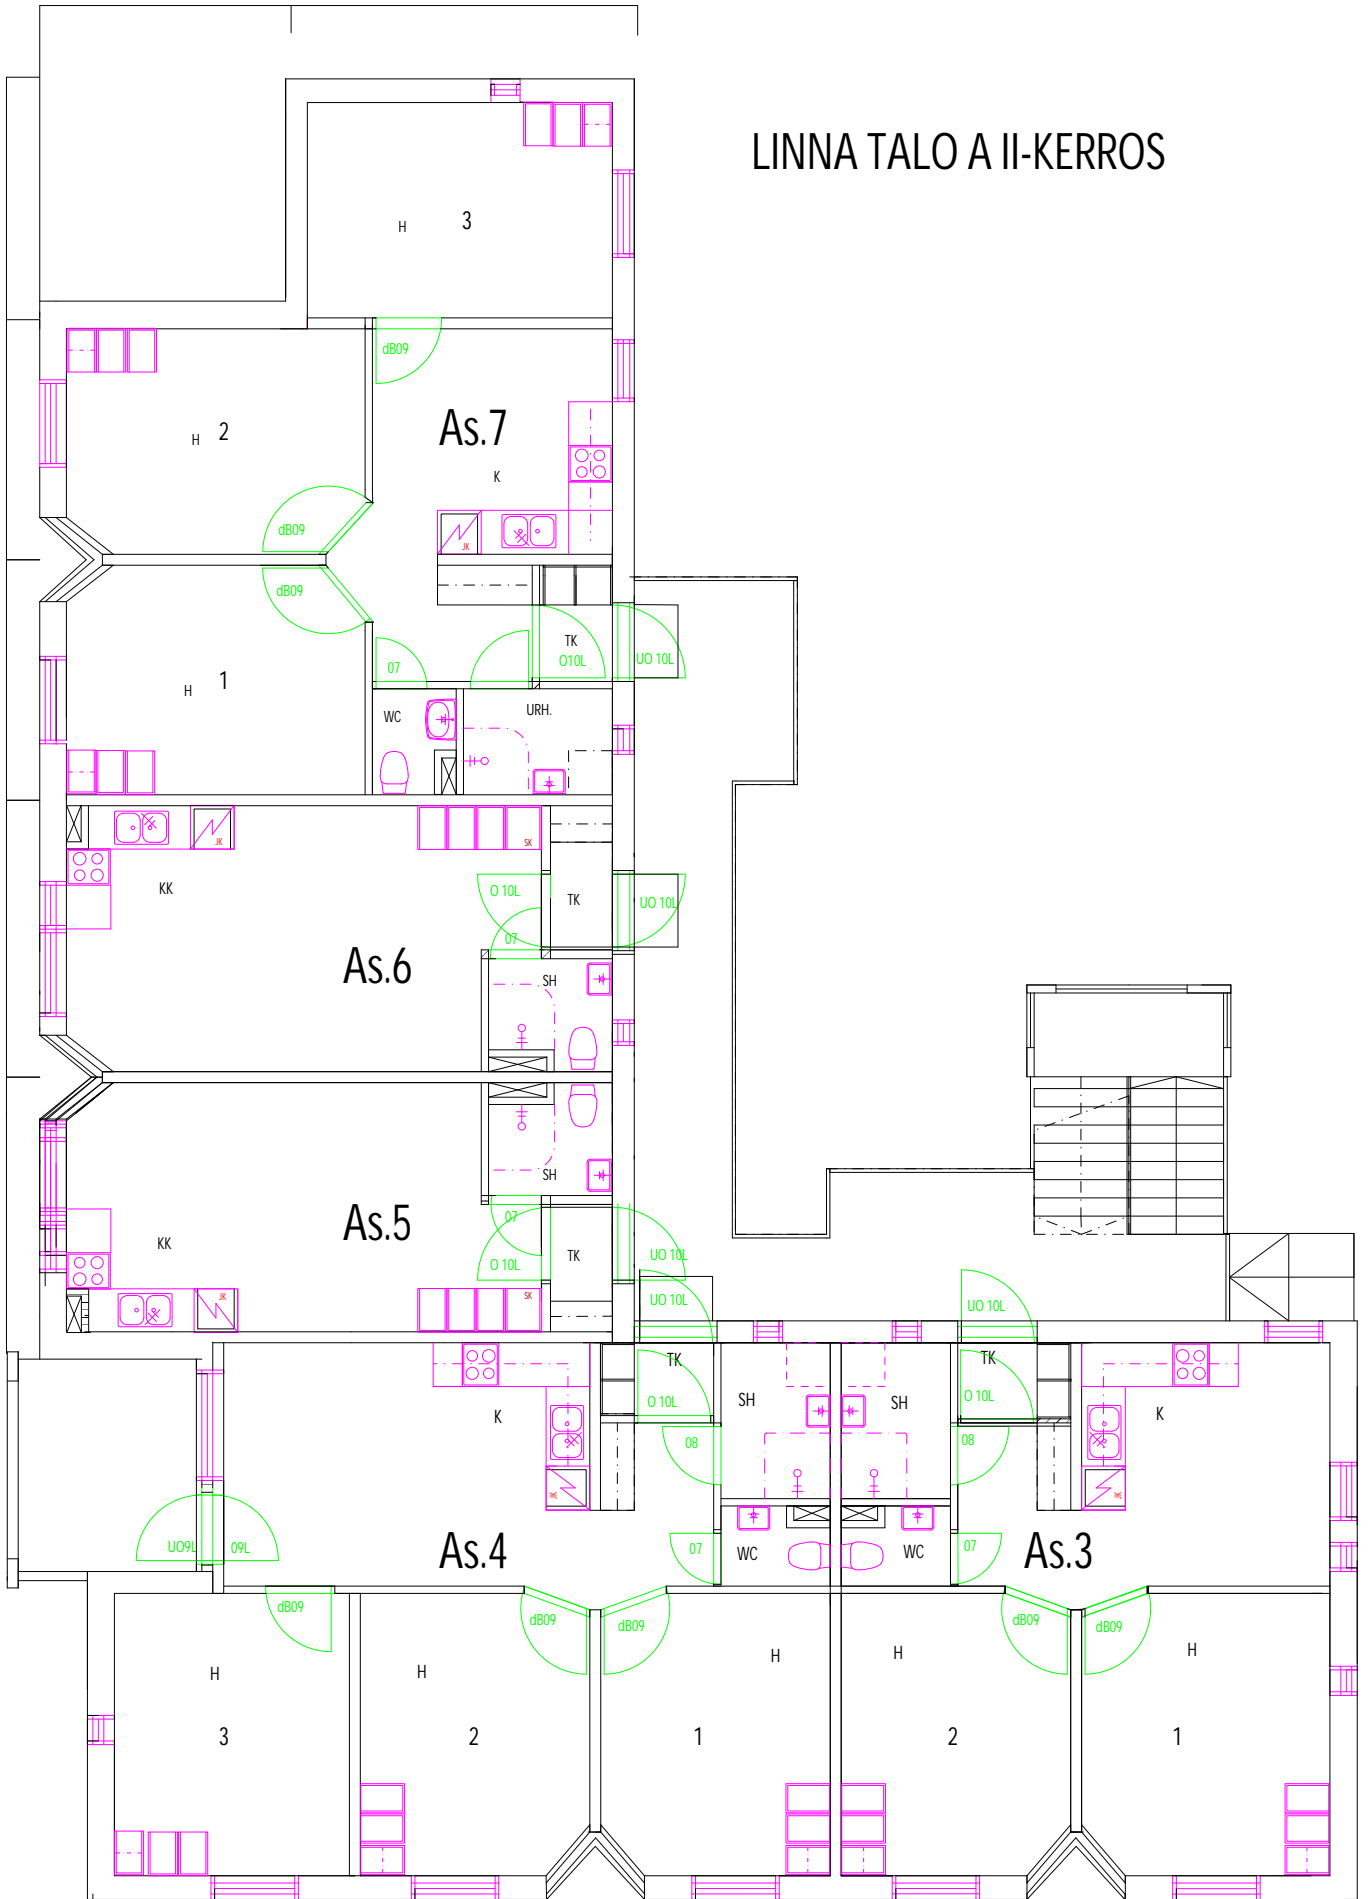 LINNA TALO A II-KERROS
H 3
dB09
As.7
H 2
K
dB09
JK
dB09
TK
O10L
UO 10L
07
H 1
WC
URH.
JK
SK
KK
O 10L
TK
UO 10L
07
As.6
SH
SH
As.5
07
KK
O 10L
TK
UO 10L
JK
SK
UO 10L
UO 10L
TK
TK
O 10L
O 10L
SH
SH
K
K
08
08
JK
JK
As.4
As.3
UO9L
09L
07
WC
WC
07
dB09
dB09
dB09
dB09
dB09
H
H
H
H
H
3
2
1
2
1